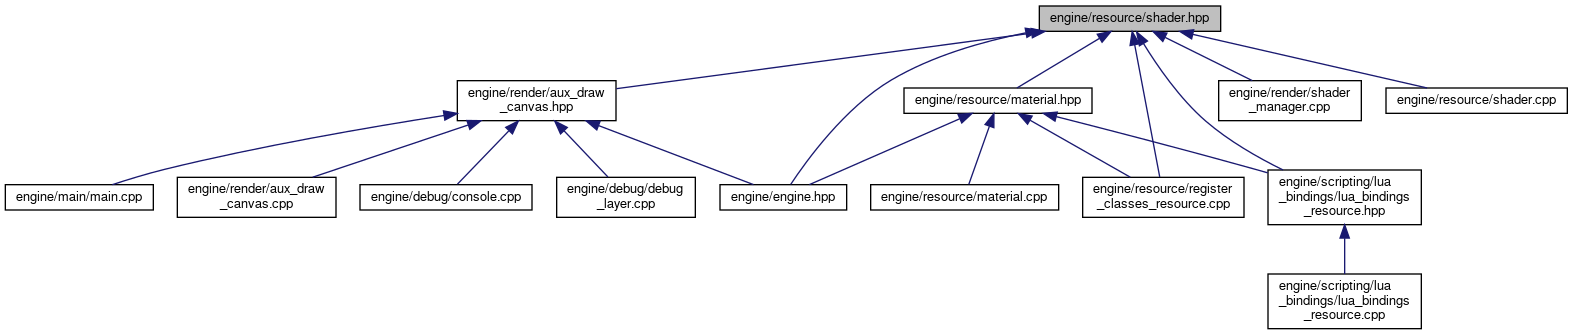 engine/resource/shader.hpp
engine/render/aux_draw
_canvas.hpp
engine/resource/material.hpp
engine/render/shader
_manager.cpp
engine/resource/shader.cpp
engine/main/main.cpp
engine/render/aux_draw
_canvas.cpp
engine/debug/console.cpp
engine/debug/debug
_layer.cpp
engine/engine.hpp
engine/resource/material.cpp
engine/resource/register
_classes_resource.cpp
engine/scripting/lua
_bindings/lua_bindings
_resource.hpp
engine/scripting/lua
_bindings/lua_bindings
_resource.cpp